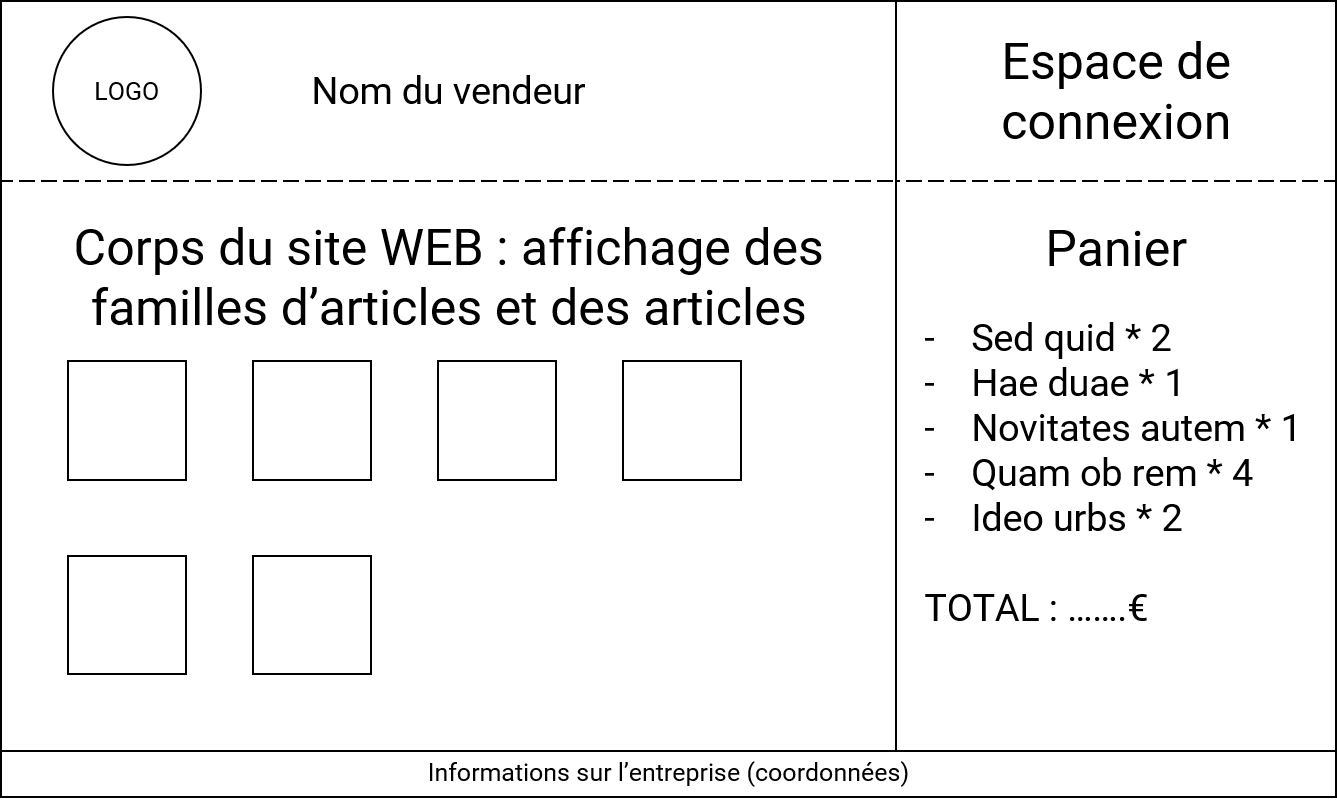 LOGO
Nom du vendeur
Espace de
connexion
Corps du site WEB : affichage des
familles d’articles et des articles
Panier
- Sed quid * 2
- Hae duae * 1
- Novitates autem * 1
- Quam ob rem * 4
- Ideo urbs * 2
TOTAL : …….€
Informations sur l’entreprise (coordonnées)